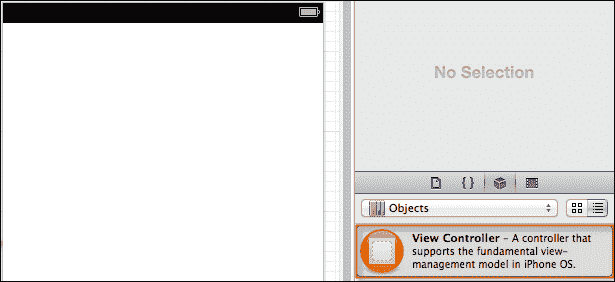 No Selection
{ }
Objects
View Controller - A controller that
supports the fundamental view-
management model in iPhone OS.